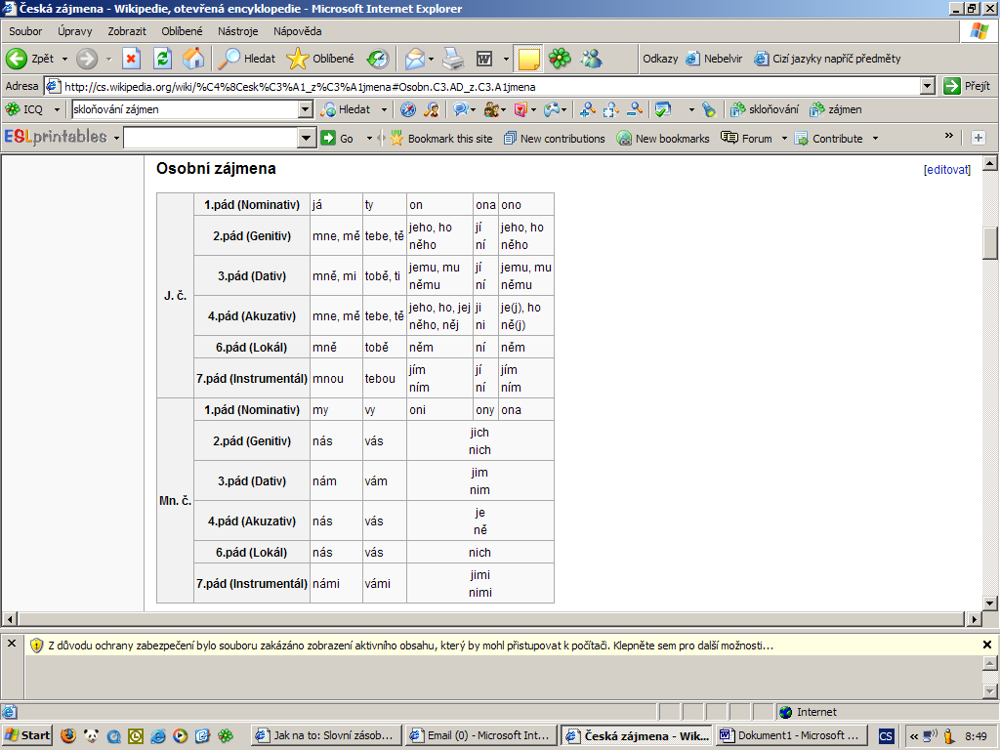 Česká zájmena - Wikipedie, otevřená encyklopedie - Microsoft Internet Explorer
Soubor Úpravy Zobrazit Oblíbené Nástroje Nápověda
Zpět Hledat Oblíbené Odkazy Nebelvir Cizí jazyky napříč předměty
Adresa http://cs.wikipedia.org/wiki/%C4%8Cesk%C3%A1_z%C3%A1jmena#Osobn.C3.AD_z.C3.A1jmena Přejít
ICQ skloňování zájmen Hledat skloňování zájmen
ESLprintables Go Bookmark this site New contributions New bookmarks Forum Contribute »
Osobní zájmena [editovat]
J. č.
1.pád (Nominativ) já ty on ona ono
2.pád (Genitiv) mne, mě tebe, tě jeho, ho jí jeho, ho
něho ní něho
3.pád (Dativ) mně, mi tobě, ti jemu, mu jí jemu, mu
němu ní němu
4.pád (Akuzativ) mne, mě tebe, tě jeho, ho, jej ji je(j), ho
něho, něj ni ně(j)
6.pád (Lokál) mně tobě něm ní něm
7.pád (Instrumentál) mnou tebou jím jí jím
ním ní ním
Mn. č.
1.pád (Nominativ) my vy oni ony ona
2.pád (Genitiv) nás vás jich
nich
3.pád (Dativ) nám vám jim
nim
4.pád (Akuzativ) nás vás je
ně
6.pád (Lokál) nás vás nich
7.pád (Instrumentál) námi vámi jimi
nimi
Z důvodu ochrany zabezpečení bylo souboru zakázáno zobrazení aktivního obsahu, který by mohl přistupovat k počítači. Klepněte sem pro další možnosti...
Internet
Start Jak na to: Slovní zásob... Email (0) - Microsoft Int... Česká zájmena - Wik... Dokument1 - Microsoft ... CS « 8:49